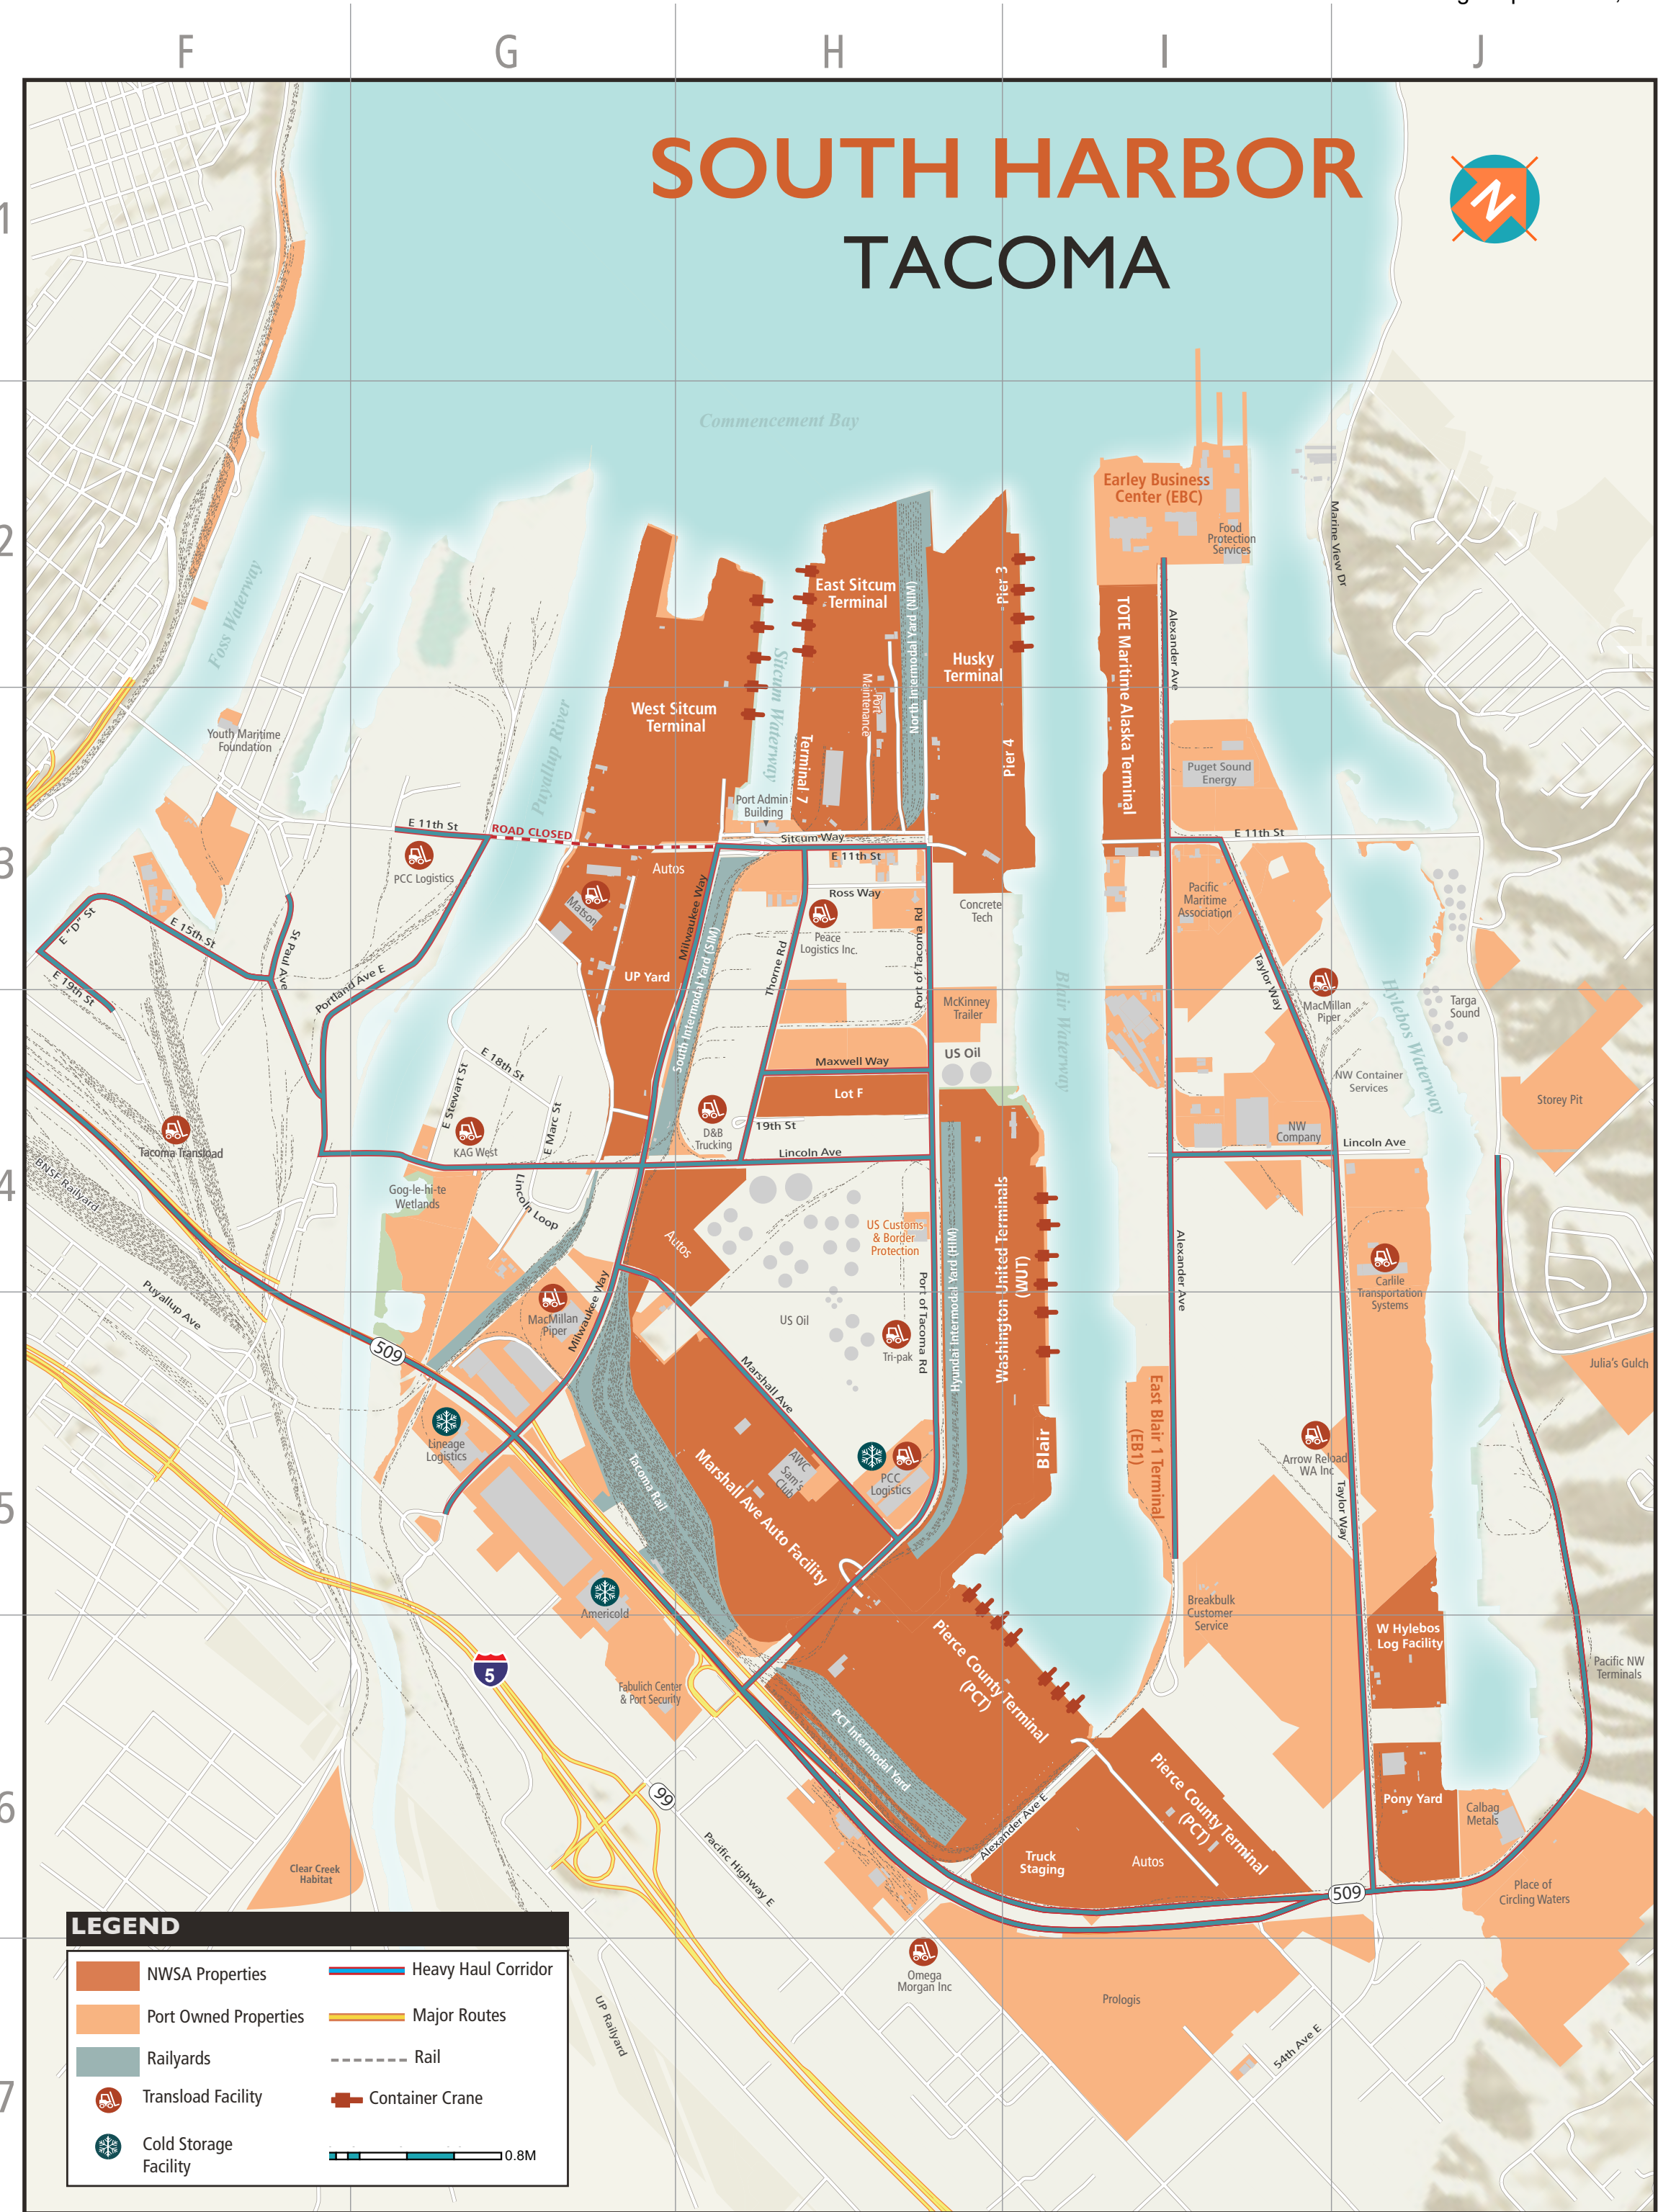 F
G
H
I
J
1
2
3
4
5
6
7
SOUTH HARBOR
TACOMA
N
Commencement Bay
Earley Business
Center (EBC)
Food
Protection
Services
Marine View Dr
Foss Waterway
East Sitcum
Terminal
North Intermodal Yard (NIM)
Pier 3
Husky
Terminal
TOTE Maritime Alaska Terminal
Alexander Ave
Sitcum Waterway
Port
Maintenance
West Sitcum
Terminal
Youth Maritime
Foundation
Puyallup River
Terminal 7
Pier 4
Puget Sound
Energy
Port Admin
Building
E 11th St
ROAD CLOSED
Sitcum Way
E 11th St
E 11th St
PCC Logistics
Autos
Matson
Milwaukee Way
Ross Way
Concrete
Tech
Pacific
Maritime
Association
E "D" St
E 15th St
St Paul Ave
Portland Ave E
E 19th St
Peace
Logistics Inc.
Port of Tacoma Rd
Thorne Rd
UP Yard
South Intermodal Yard (SIM)
Taylor Way
MacMillan
Piper
Targa
Sound
Hylebos Waterway
McKinney
Trailer
Blair Waterway
US Oil
Maxwell Way
Lot F
E 18th St
E Stewart St
E Marc St
NW Container
Services
Storey Pit
Tacoma Transload
KAG West
D&B
Trucking
19th St
NW
Company
Lincoln Ave
Lincoln Ave
BNSF Railyard
Gog-le-hi-te
Wetlands
Lincoln Loop
Autos
US Customs
& Border
Protection
Hyundai Intermodal Yard (HIM)
Washington United Terminals
(WUT)
Alexander Ave
Carlile
Transportation
Systems
Puyallup Ave
MacMillan
Piper
Milwaukee Way
US Oil
Tri-pak
Port of Tacoma Rd
509
Julia's Gulch
Marshall Ave
East Blair 1 Terminal
(EB1)
Lineage
Logistics
Tacoma Rail
Marshall Ave Auto Facility
AWC
Sam's
Club
PCC
Logistics
Blair
Arrow Reload
WA Inc
Taylor Way
Americold
Breakbulk
Customer
Service
W Hylebos
Log Facility
Pacific NW
Terminals
5
Fabulich Center
& Port Security
Pierce County Terminal
(PCT)
PCT Intermodal Yard
Pierce County Terminal
(PCT)
Pony Yard
Calbag
Metals
99
Pacific Highway E
Alexander Ave E
Truck
Staging
Autos
Clear Creek
Habitat
509
Place of
Circling Waters
Omega
Morgan Inc
Prologis
UP Railyard
54th Ave E
LEGEND
NWSA Properties
Port Owned Properties
Railyards
Transload Facility
Cold Storage
Facility
Heavy Haul Corridor
Major Routes
Rail
Container Crane
0.8M